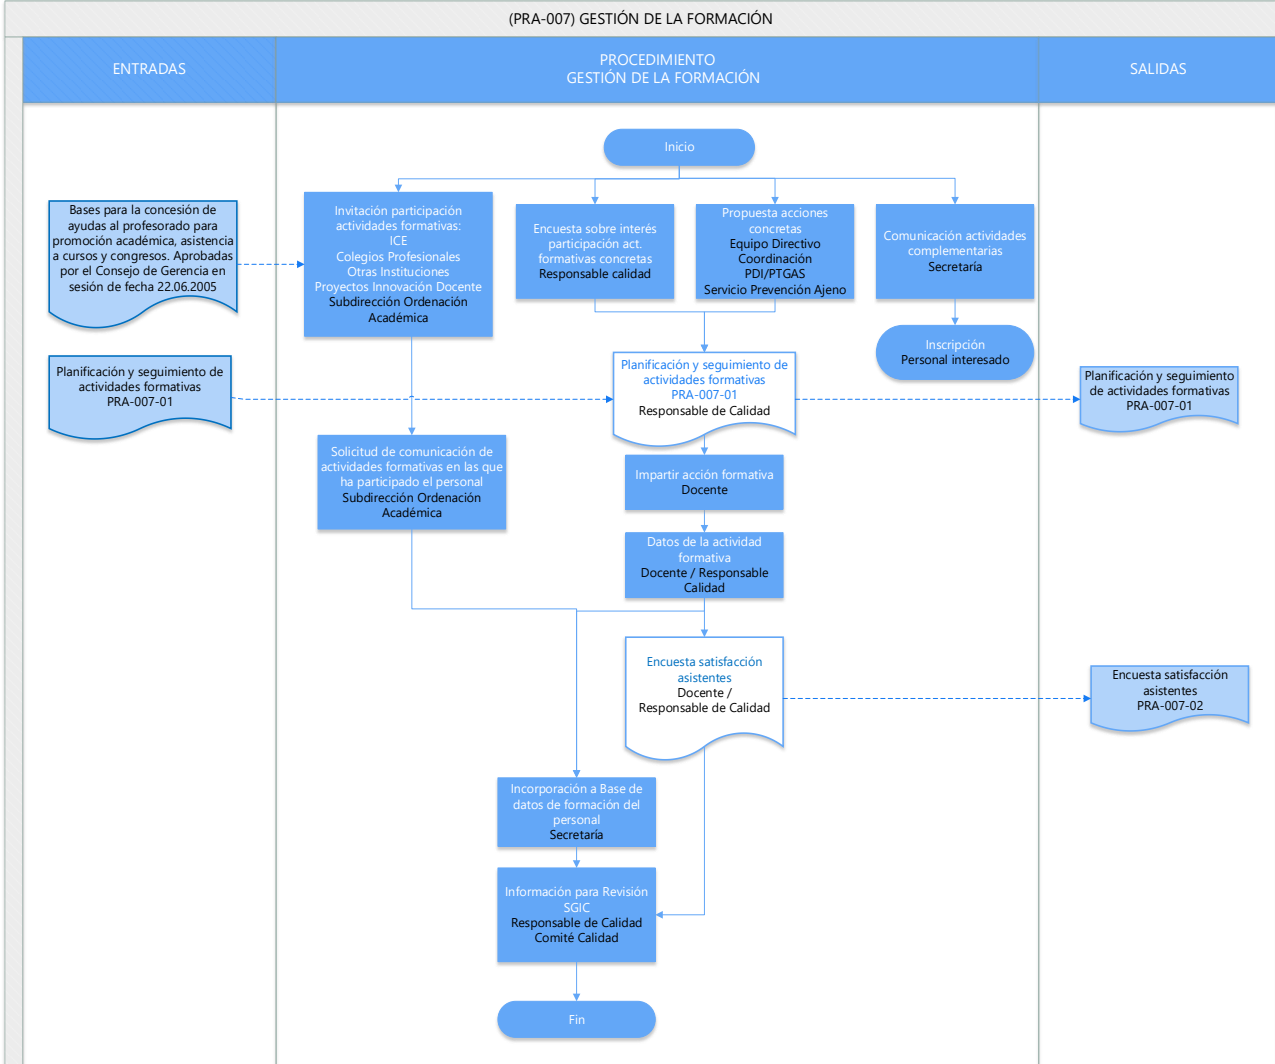 (PRA-007) GESTIÓN DE LA FORMACIÓN
ENTRADAS
PROCEDIMIENTO
GESTIÓN DE LA FORMACIÓN
SALIDAS
Inicio
Bases para la concesión de
ayudas al profesorado para
promoción académica, asistencia
a cursos y congresos. Aprobadas
por el Consejo de Gerencia en
sesión de fecha 22.06.2005
Invitación participación
actividades formativas:
ICE
Colegios Profesionales
Otras Instituciones
Proyectos Innovación Docente
Subdirección Ordenación
Académica
Encuesta sobre interés
participación act.
formativas concretas
Responsable calidad
Propuesta acciones
concretas
Equipo Directivo
Coordinación
PDI/PTGAS
Servicio Prevención Ajeno
Comunicación actividades
complementarias
Secretaría
Inscripción
Personal interesado
Planificación y seguimiento de
actividades formativas
PRA-007-01
Planificación y seguimiento de
actividades formativas
PRA-007-01
Responsable de Calidad
Planificación y seguimiento
de actividades formativas
PRA-007-01
Solicitud de comunicación de
actividades formativas en las que
ha participado el personal
Subdirección Ordenación
Académica
Impartir acción formativa
Docente
Datos de la actividad
formativa
Docente / Responsable
Calidad
Encuesta satisfacción
asistentes
Docente /
Responsable de Calidad
Encuesta satisfacción
asistentes
PRA-007-02
Incorporación a Base de
datos de formación del
personal
Secretaría
Información para Revisión
SGIC
Responsable de Calidad
Comité Calidad
Fin